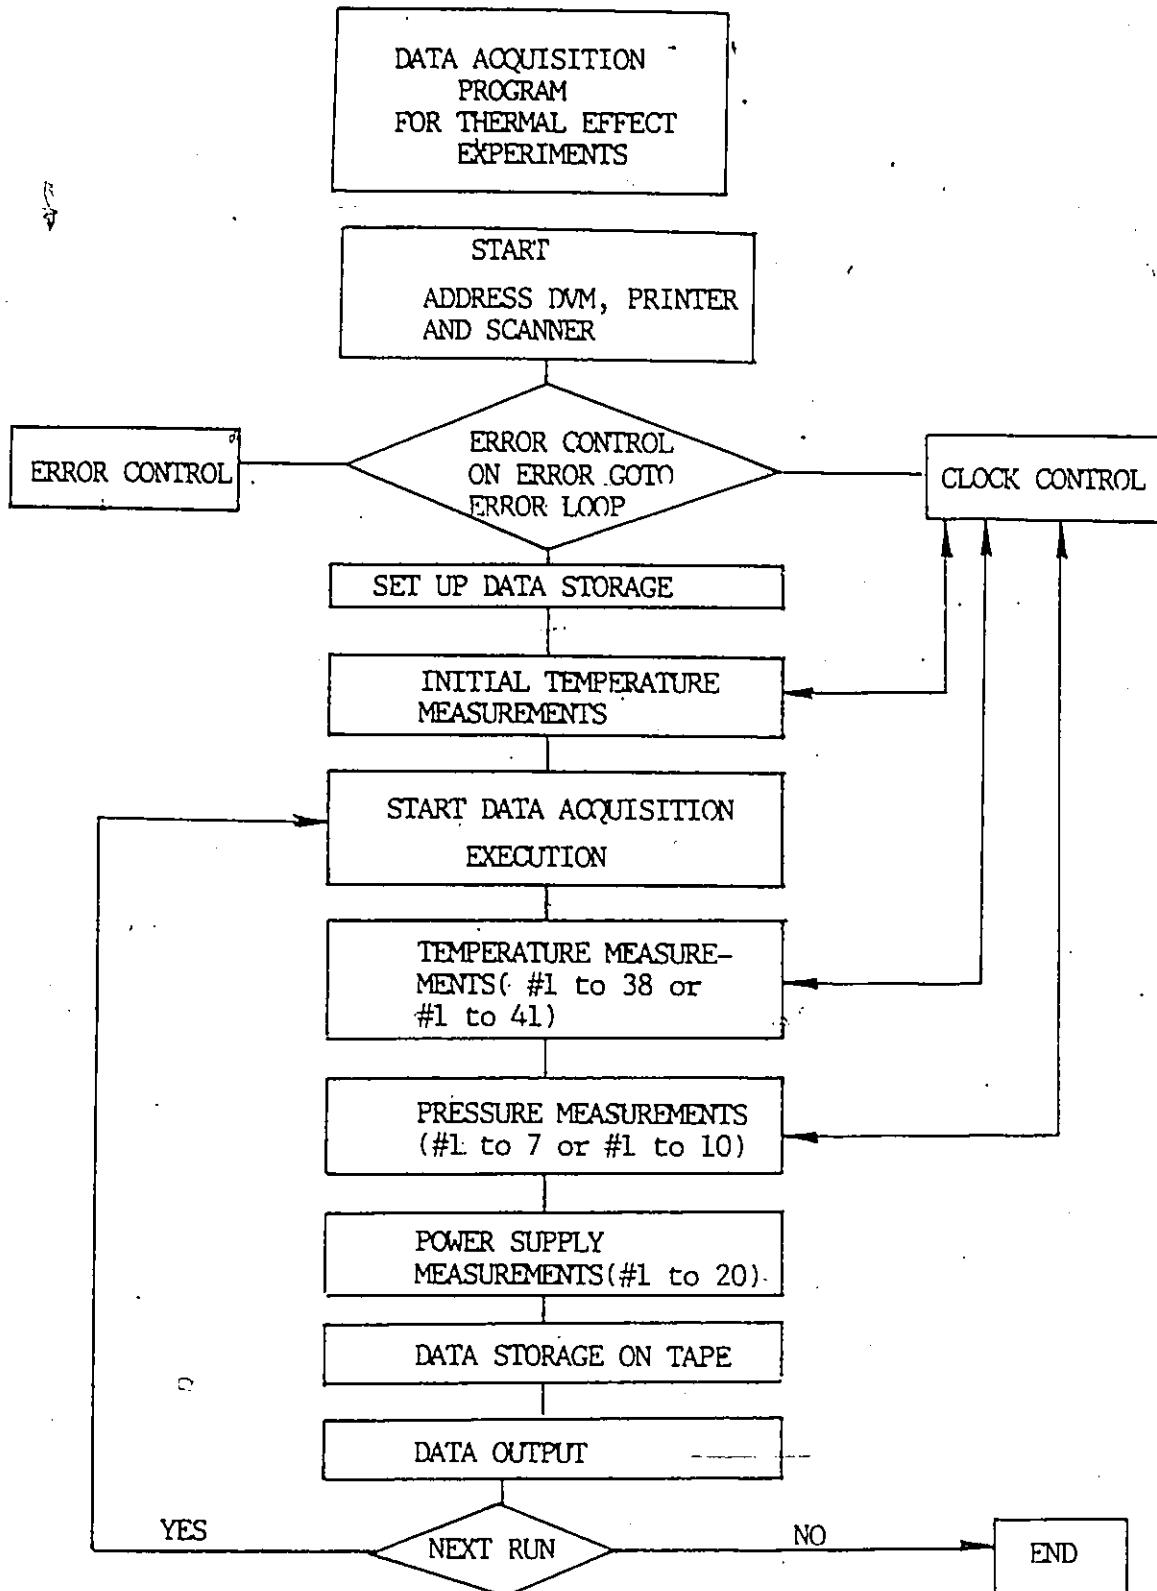 DATA ACQUISITION
PROGRAM
FOR THERMAL EFFECT
EXPERIMENTS
START
ADDRESS DVM, PRINTER
AND SCANNER
ERROR CONTROL
ERROR CONTROL
ON ERROR GOTO
ERROR LOOP
CLOCK CONTROL
SET UP DATA STORAGE
INITIAL TEMPERATURE
MEASUREMENTS
START DATA ACQUISITION
EXECUTION
TEMPERATURE MEASURE-
MENTS( #1 to 38 or
#1 to 41)
PRESSURE MEASUREMENTS
(#1 to 7 or #1 to 10)
POWER SUPPLY
MEASUREMENTS(#1 to 20)
DATA STORAGE ON TAPE
DATA OUTPUT
YES
NEXT RUN
NO
END